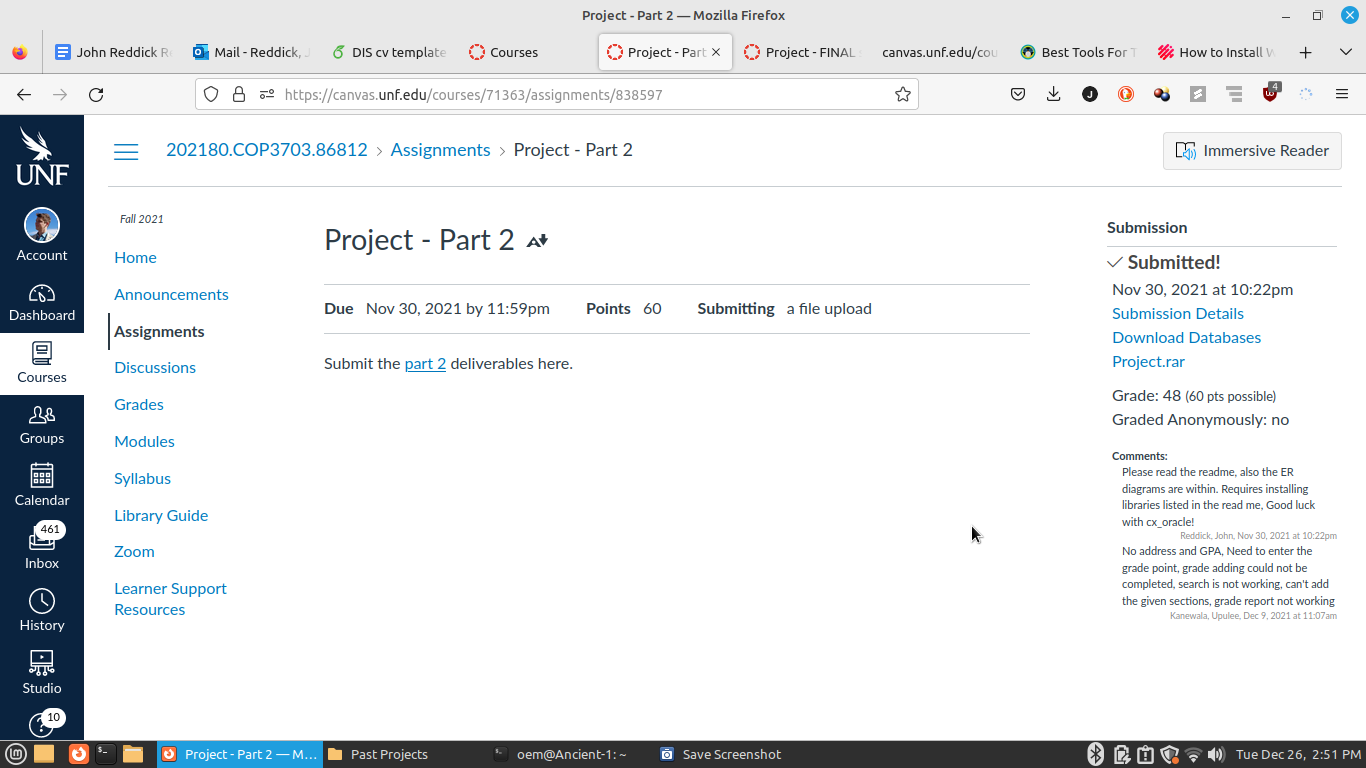 Project - Part 2 — Mozilla Firefox
John Reddick R
Mail - Reddick, J
DIS cv template
Courses
Project - Part
Project - FINAL
canvas.unf.edu/cou
Best Tools For T
How to Install W
https://canvas.unf.edu/courses/71363/assignments/838597
J
4
UNF
Account
Dashboard
Courses
Groups
Calendar
461
Inbox
History
Studio
10
202180.COP3703.86812 > Assignments > Project - Part 2
Immersive Reader
Fall 2021
Home
Announcements
Assignments
Discussions
Grades
Modules
Syllabus
Library Guide
Zoom
Learner Support
Resources
Project - Part 2
Due Nov 30, 2021 by 11:59pm Points 60 Submitting a file upload
Submit the part 2 deliverables here.
Submission
Submitted!
Nov 30, 2021 at 10:22pm
Submission Details
Download Databases
Project.rar
Grade: 48 (60 pts possible)
Graded Anonymously: no
Comments:
Please read the readme, also the ER
diagrams are within. Requires installing
libraries listed in the read me, Good luck
with cx_oracle!
Reddick, John, Nov 30, 2021 at 10:22pm
No address and GPA, Need to enter the
grade point, grade adding could not be
completed, search is not working, can't add
the given sections, grade report not working
Kanewala, Upulee, Dec 9, 2021 at 11:07am
Project - Part 2 — M...
Past Projects
oem@Ancient-1: ~
Save Screenshot
Tue Dec 26, 2:51 PM